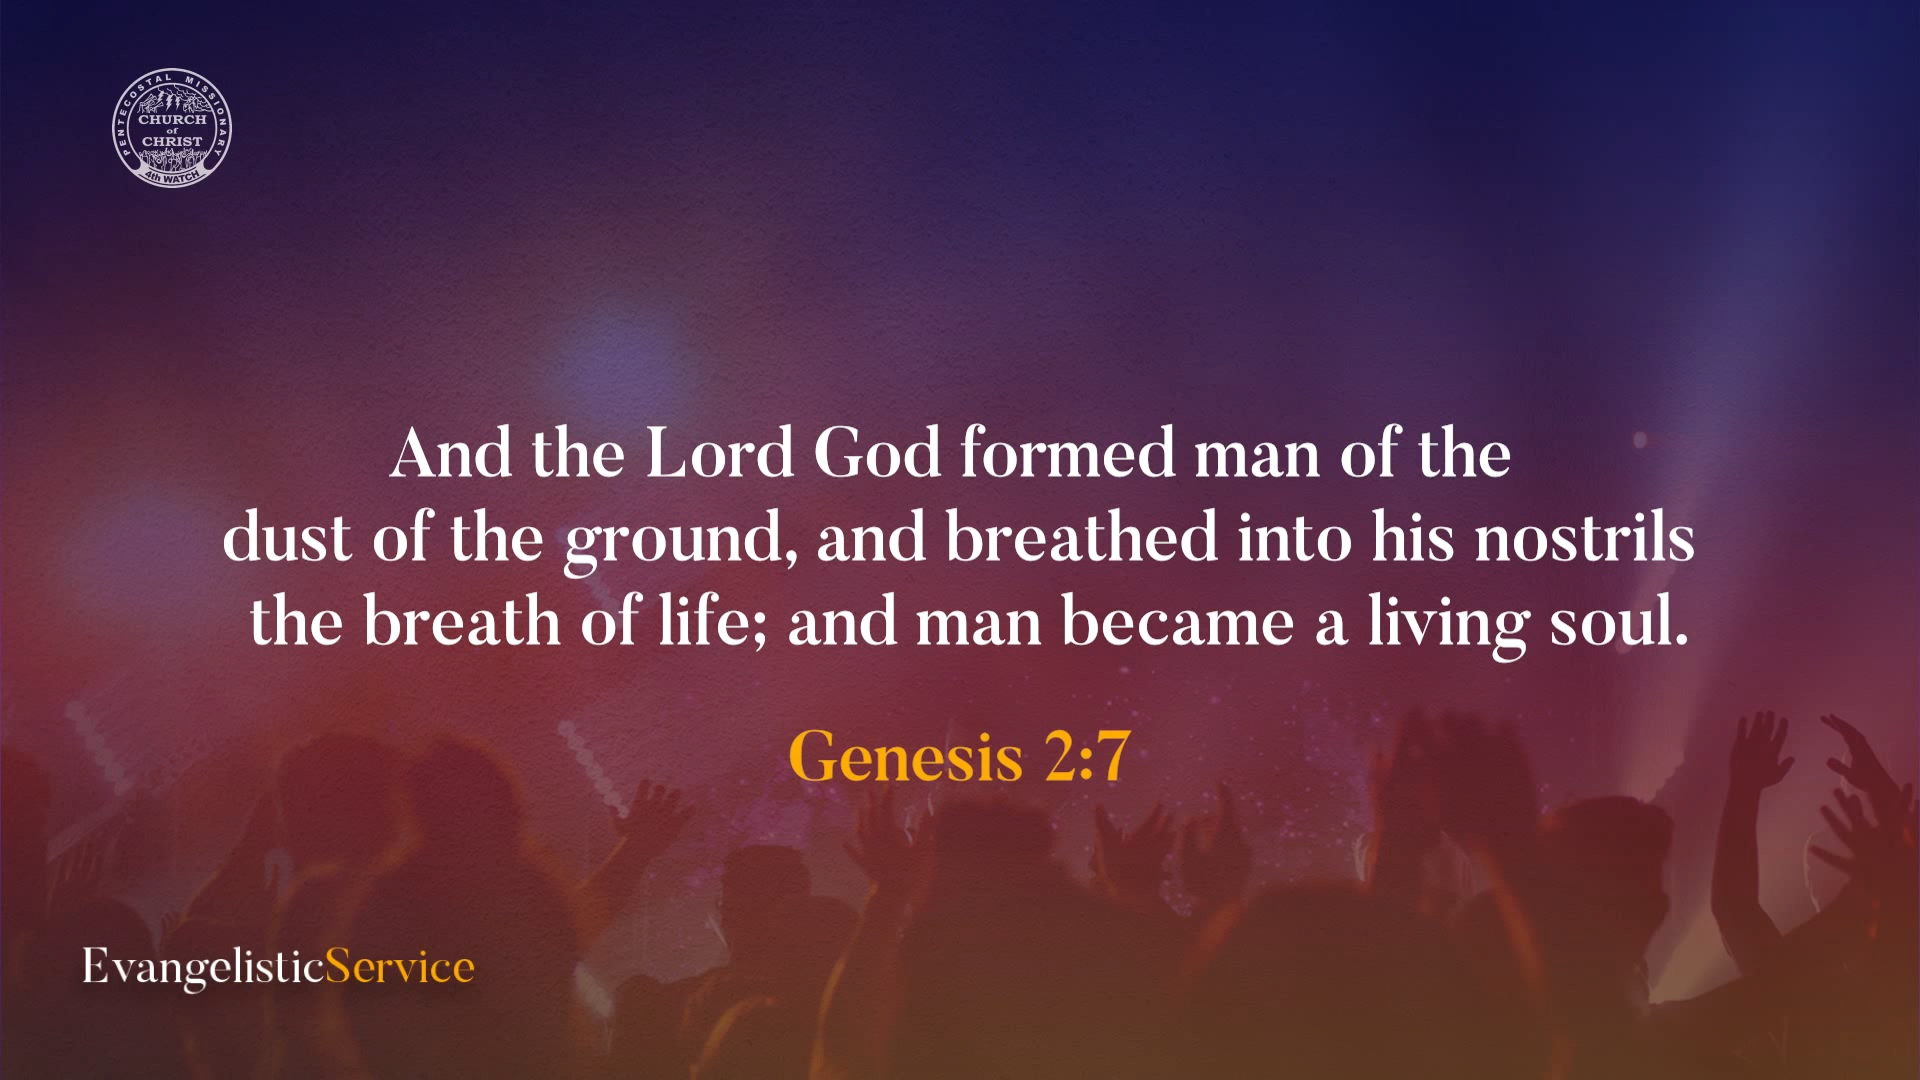 PENTECOSTAL MISSIONARY
CHURCH
of
CHRIST
4th WATCH
And the Lord God formed man of the
dust of the ground, and breathed into his nostrils
the breath of life; and man became a living soul.
Genesis 2:7
EvangelisticService